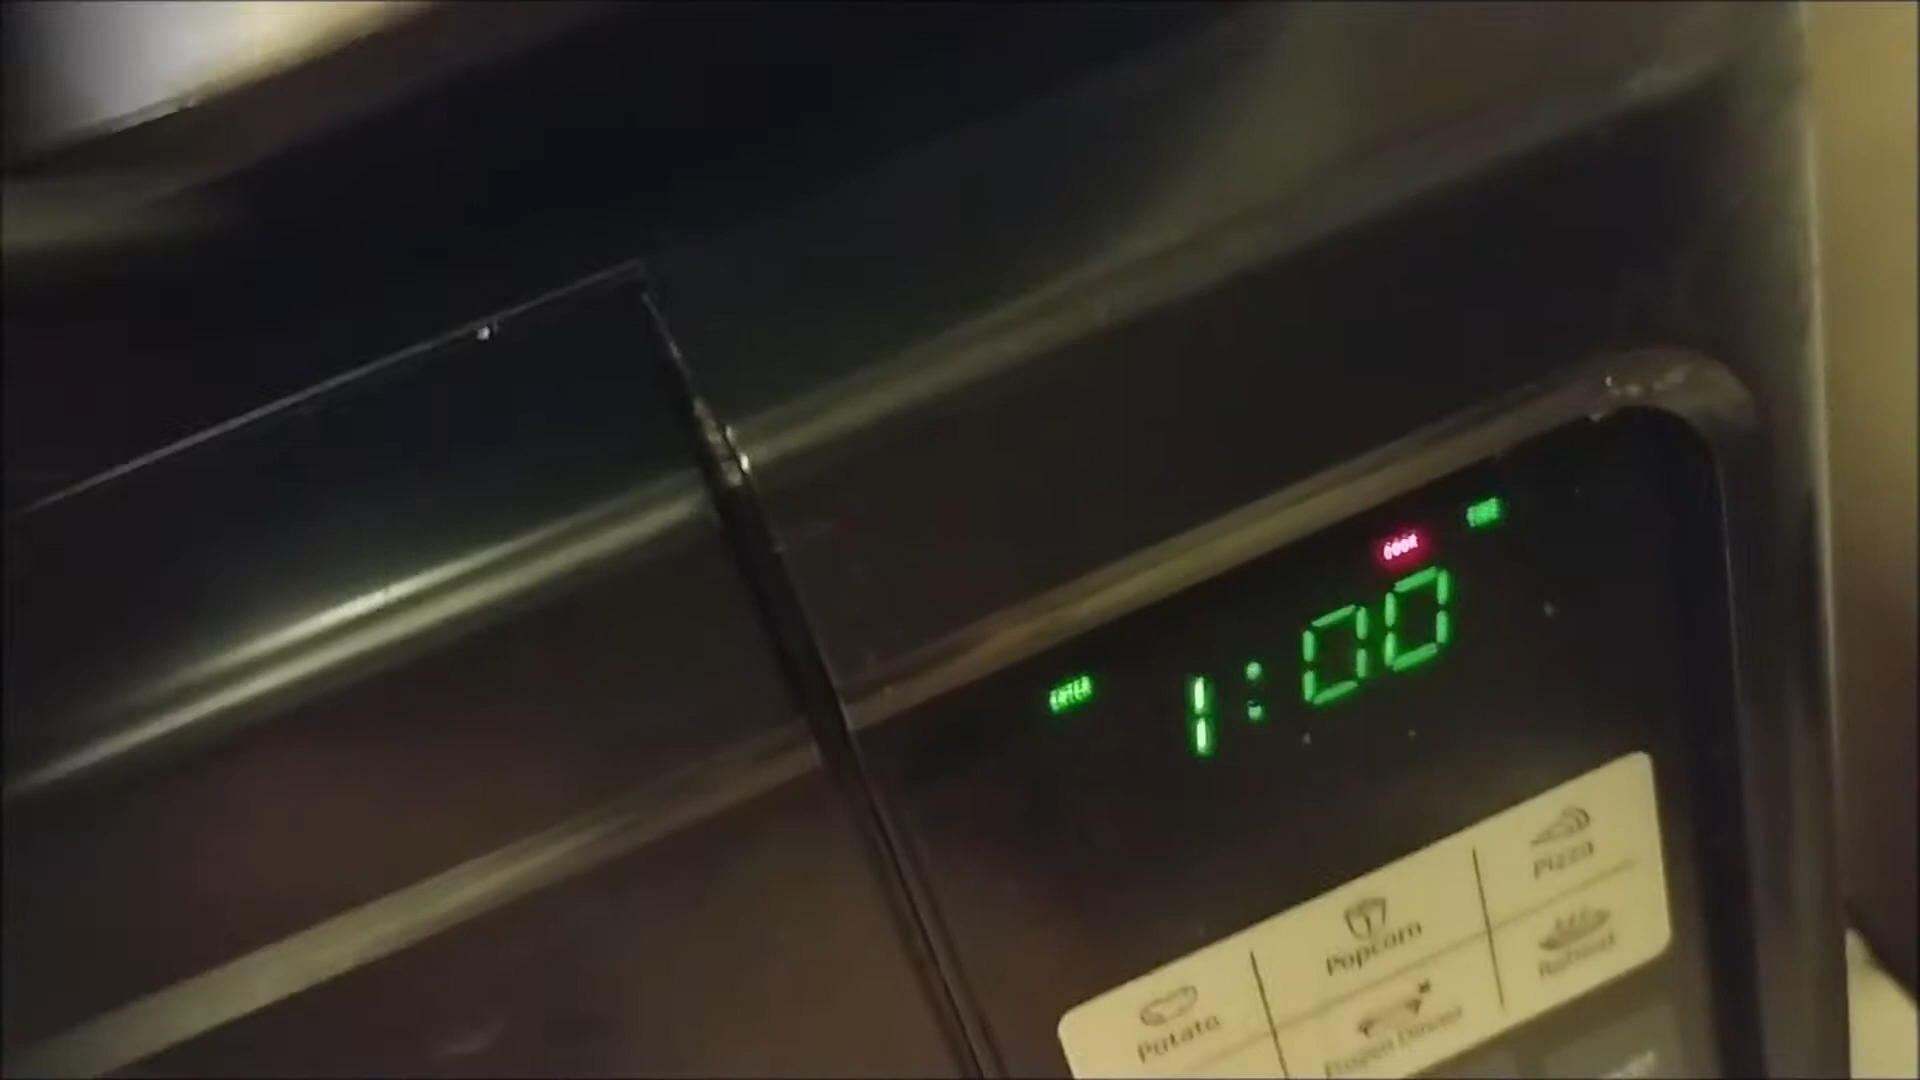 COOK TIME
ENTER 1:00
Potato Popcorn Pizza
Frozen Dinner Reheat